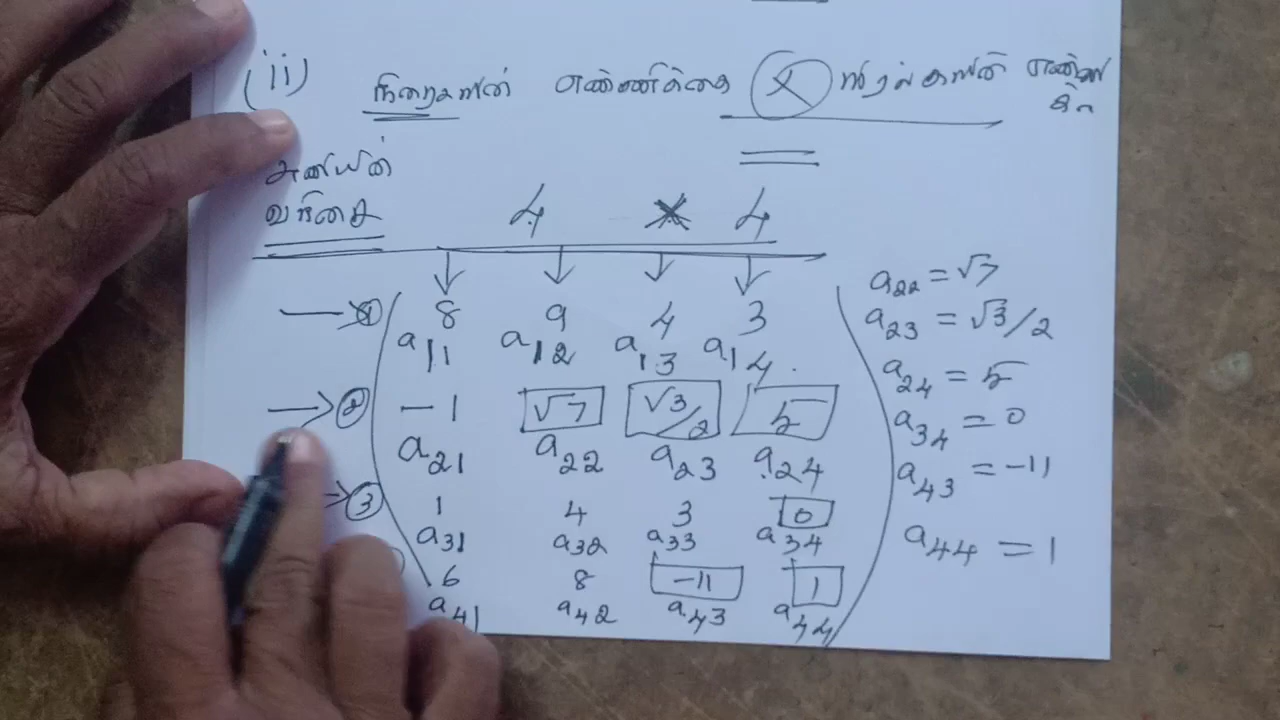 (ii) நிரைகளின் எண்ணிக்கை X நிரல்களின் எண்ணி
க்கை
அணியின்
வரிசை 4 × 4
8 9 4 3
a11 a12 a13 a14
→ ② -1 √7 √3/2 5
a21 a22 a23 a24
→ ③ 1 4 3 0
a31 a32 a33 a34
6 8 -11 1
a41 a42 a43 a44
a22 = √7
a23 = √3/2
a24 = 5
a34 = 0
a43 = -11
a44 = 1